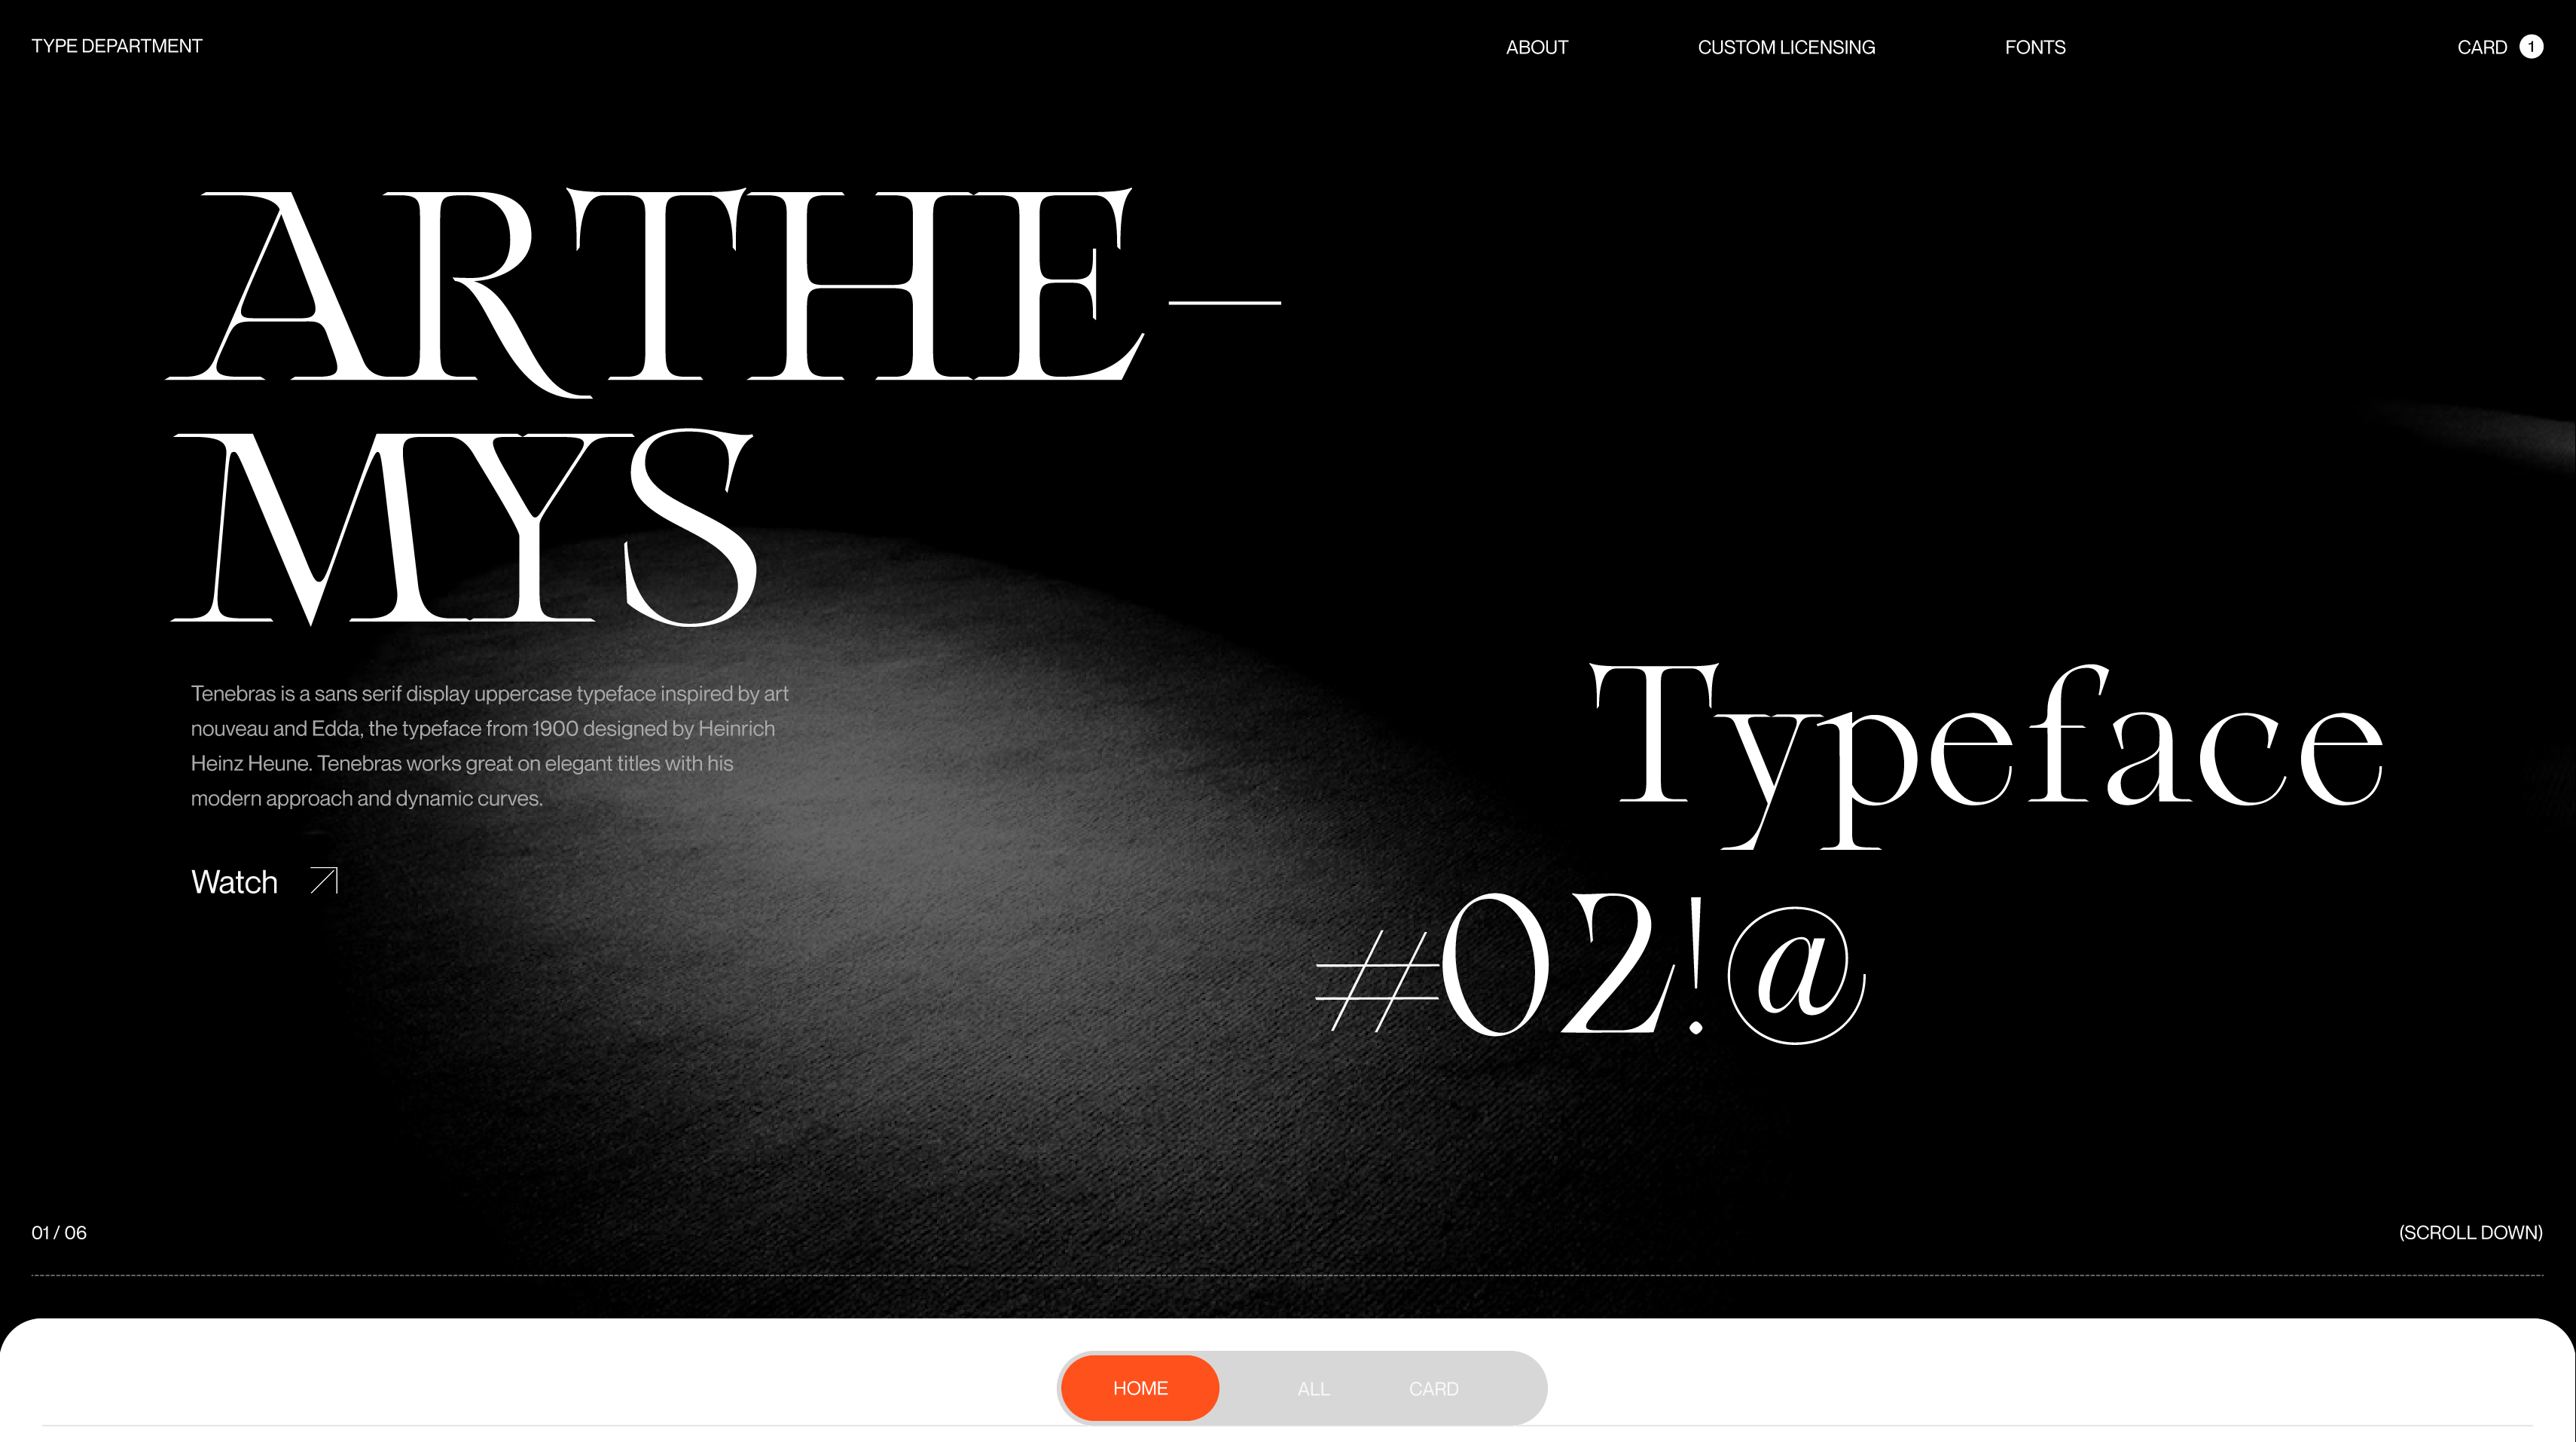 TYPE DEPARTMENT
ABOUT
CUSTOM LICENSING
FONTS
CARD 1
ARTHE–
MYS
Tenebras is a sans serif display uppercase typeface inspired by art
nouveau and Edda, the typeface from 1900 designed by Heinrich
Heinz Heune. Tenebras works great on elegant titles with his
modern approach and dynamic curves.
Watch
Typeface
#02!@
01 / 06
(SCROLL DOWN)
HOME
ALL
CARD